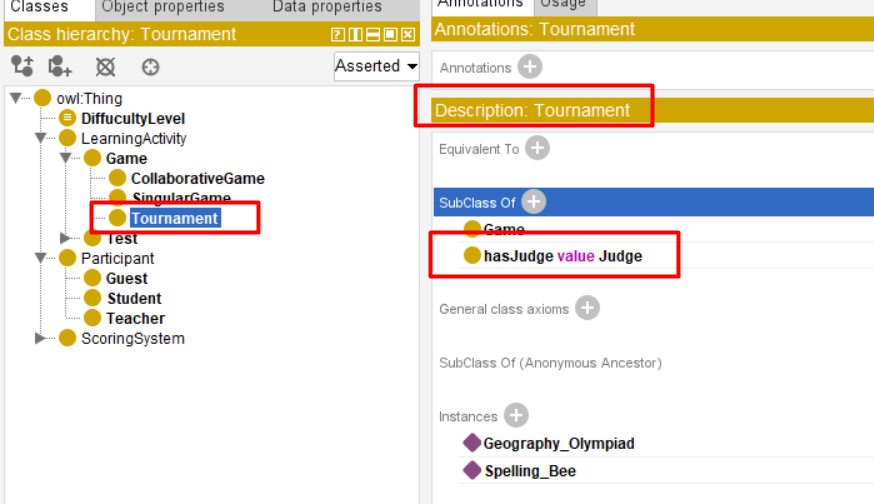 Classes Object properties Data properties
Class hierarchy: Tournament
Asserted
owl:Thing
DiffucultyLevel
LearningActivity
Game
CollaborativeGame
SingularGame
Tournament
Test
Participant
Guest
Student
Teacher
ScoringSystem
Annotations Usage
Annotations: Tournament
Annotations
Description: Tournament
Equivalent To
SubClass Of
Game
hasJudge value Judge
General class axioms
SubClass Of (Anonymous Ancestor)
Instances
Geography_Olympiad
Spelling_Bee